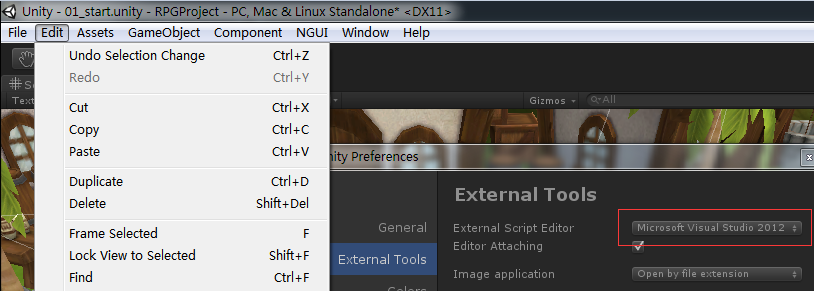 Unity - 01_start.unity - RPGProject - PC, Mac & Linux Standalone* <DX11>
File Edit Assets GameObject Component NGUI Window Help
Undo Selection Change Ctrl+Z
Redo Ctrl+Y
Cut Ctrl+X
Copy Ctrl+C
Paste Ctrl+V
Duplicate Ctrl+D
Delete Shift+Del
Frame Selected F
Lock View to Selected Shift+F
Find Ctrl+F
Text
Gizmos
All
nity Preferences
x
General
External Tools
External Tools
External Script Editor Microsoft Visual Studio 2012
Editor Attaching
Image application Open by file extension